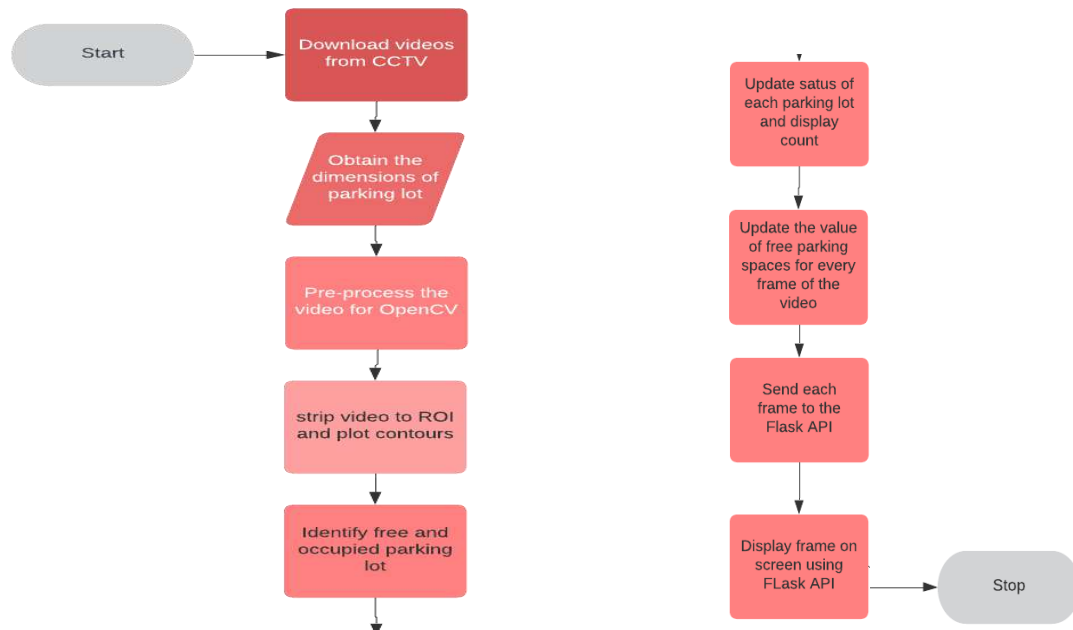 Start
Download videos
from CCTV
Obtain the
dimensions of
parking lot
Pre-process the
video for OpenCV
strip video to ROI
and plot contours
Identify free and
occupied parking
lot
Update satus of
each parking lot
and display
count
Update the value
of free parking
spaces for every
frame of the
video
Send each
frame to the
Flask API
Display frame on
screen using
FLask API
Stop